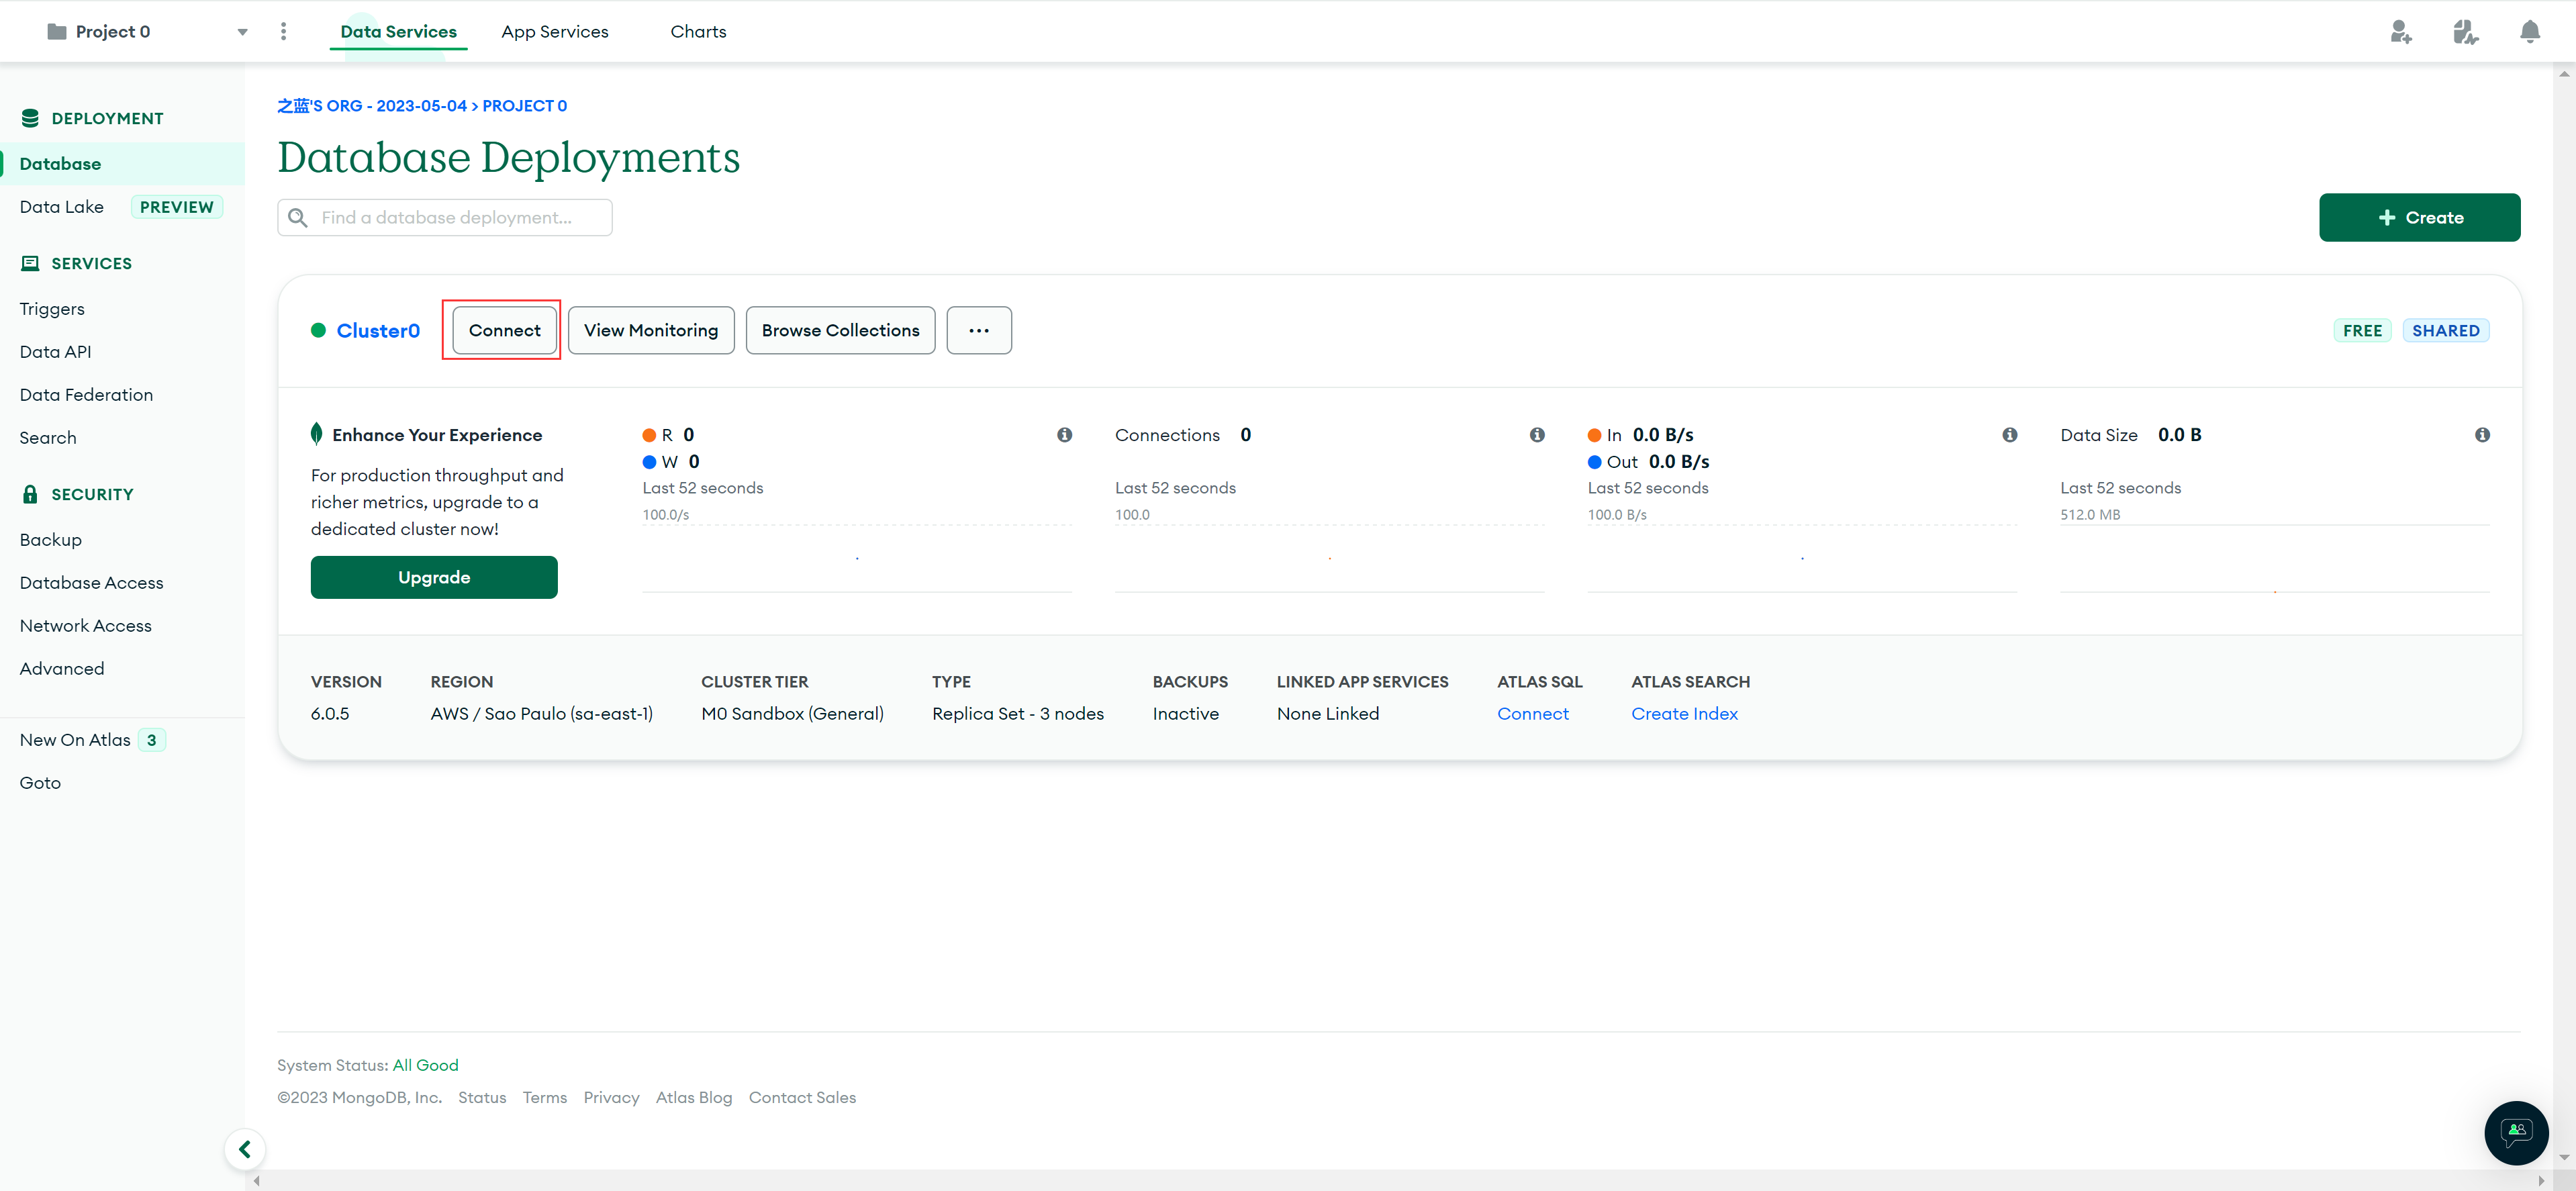 Project 0
Data Services
App Services
Charts
DEPLOYMENT
Database
Data Lake PREVIEW
SERVICES
Triggers
Data API
Data Federation
Search
SECURITY
Backup
Database Access
Network Access
Advanced
New On Atlas 3
Goto
之蓝'S ORG - 2023-05-04 > PROJECT 0
Database Deployments
Find a database deployment...
+ Create
Cluster0
Connect
View Monitoring
Browse Collections
...
FREE
SHARED
Enhance Your Experience
For production throughput and
richer metrics, upgrade to a
dedicated cluster now!
Upgrade
R 0
W 0
Last 52 seconds
100.0/s
Connections 0
Last 52 seconds
100.0
In 0.0 B/s
Out 0.0 B/s
Last 52 seconds
100.0 B/s
Data Size 0.0 B
Last 52 seconds
512.0 MB
VERSION
6.0.5
REGION
AWS / Sao Paulo (sa-east-1)
CLUSTER TIER
M0 Sandbox (General)
TYPE
Replica Set - 3 nodes
BACKUPS
Inactive
LINKED APP SERVICES
None Linked
ATLAS SQL
Connect
ATLAS SEARCH
Create Index
System Status: All Good
©2023 MongoDB, Inc. Status Terms Privacy Atlas Blog Contact Sales